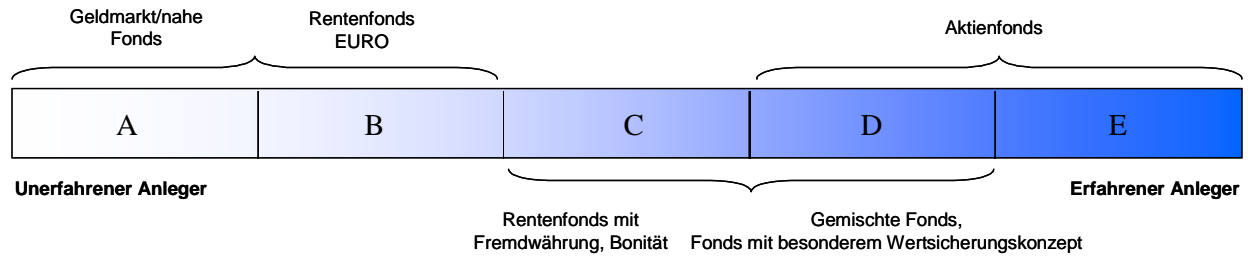 Geldmarkt/nahe
Fonds
Rentenfonds
EURO
Aktienfonds
A
B
C
D
E
Unerfahrener Anleger
Erfahrener Anleger
Rentenfonds mit
Fremdwährung, Bonität
Gemischte Fonds,
Fonds mit besonderem Wertsicherungskonzept